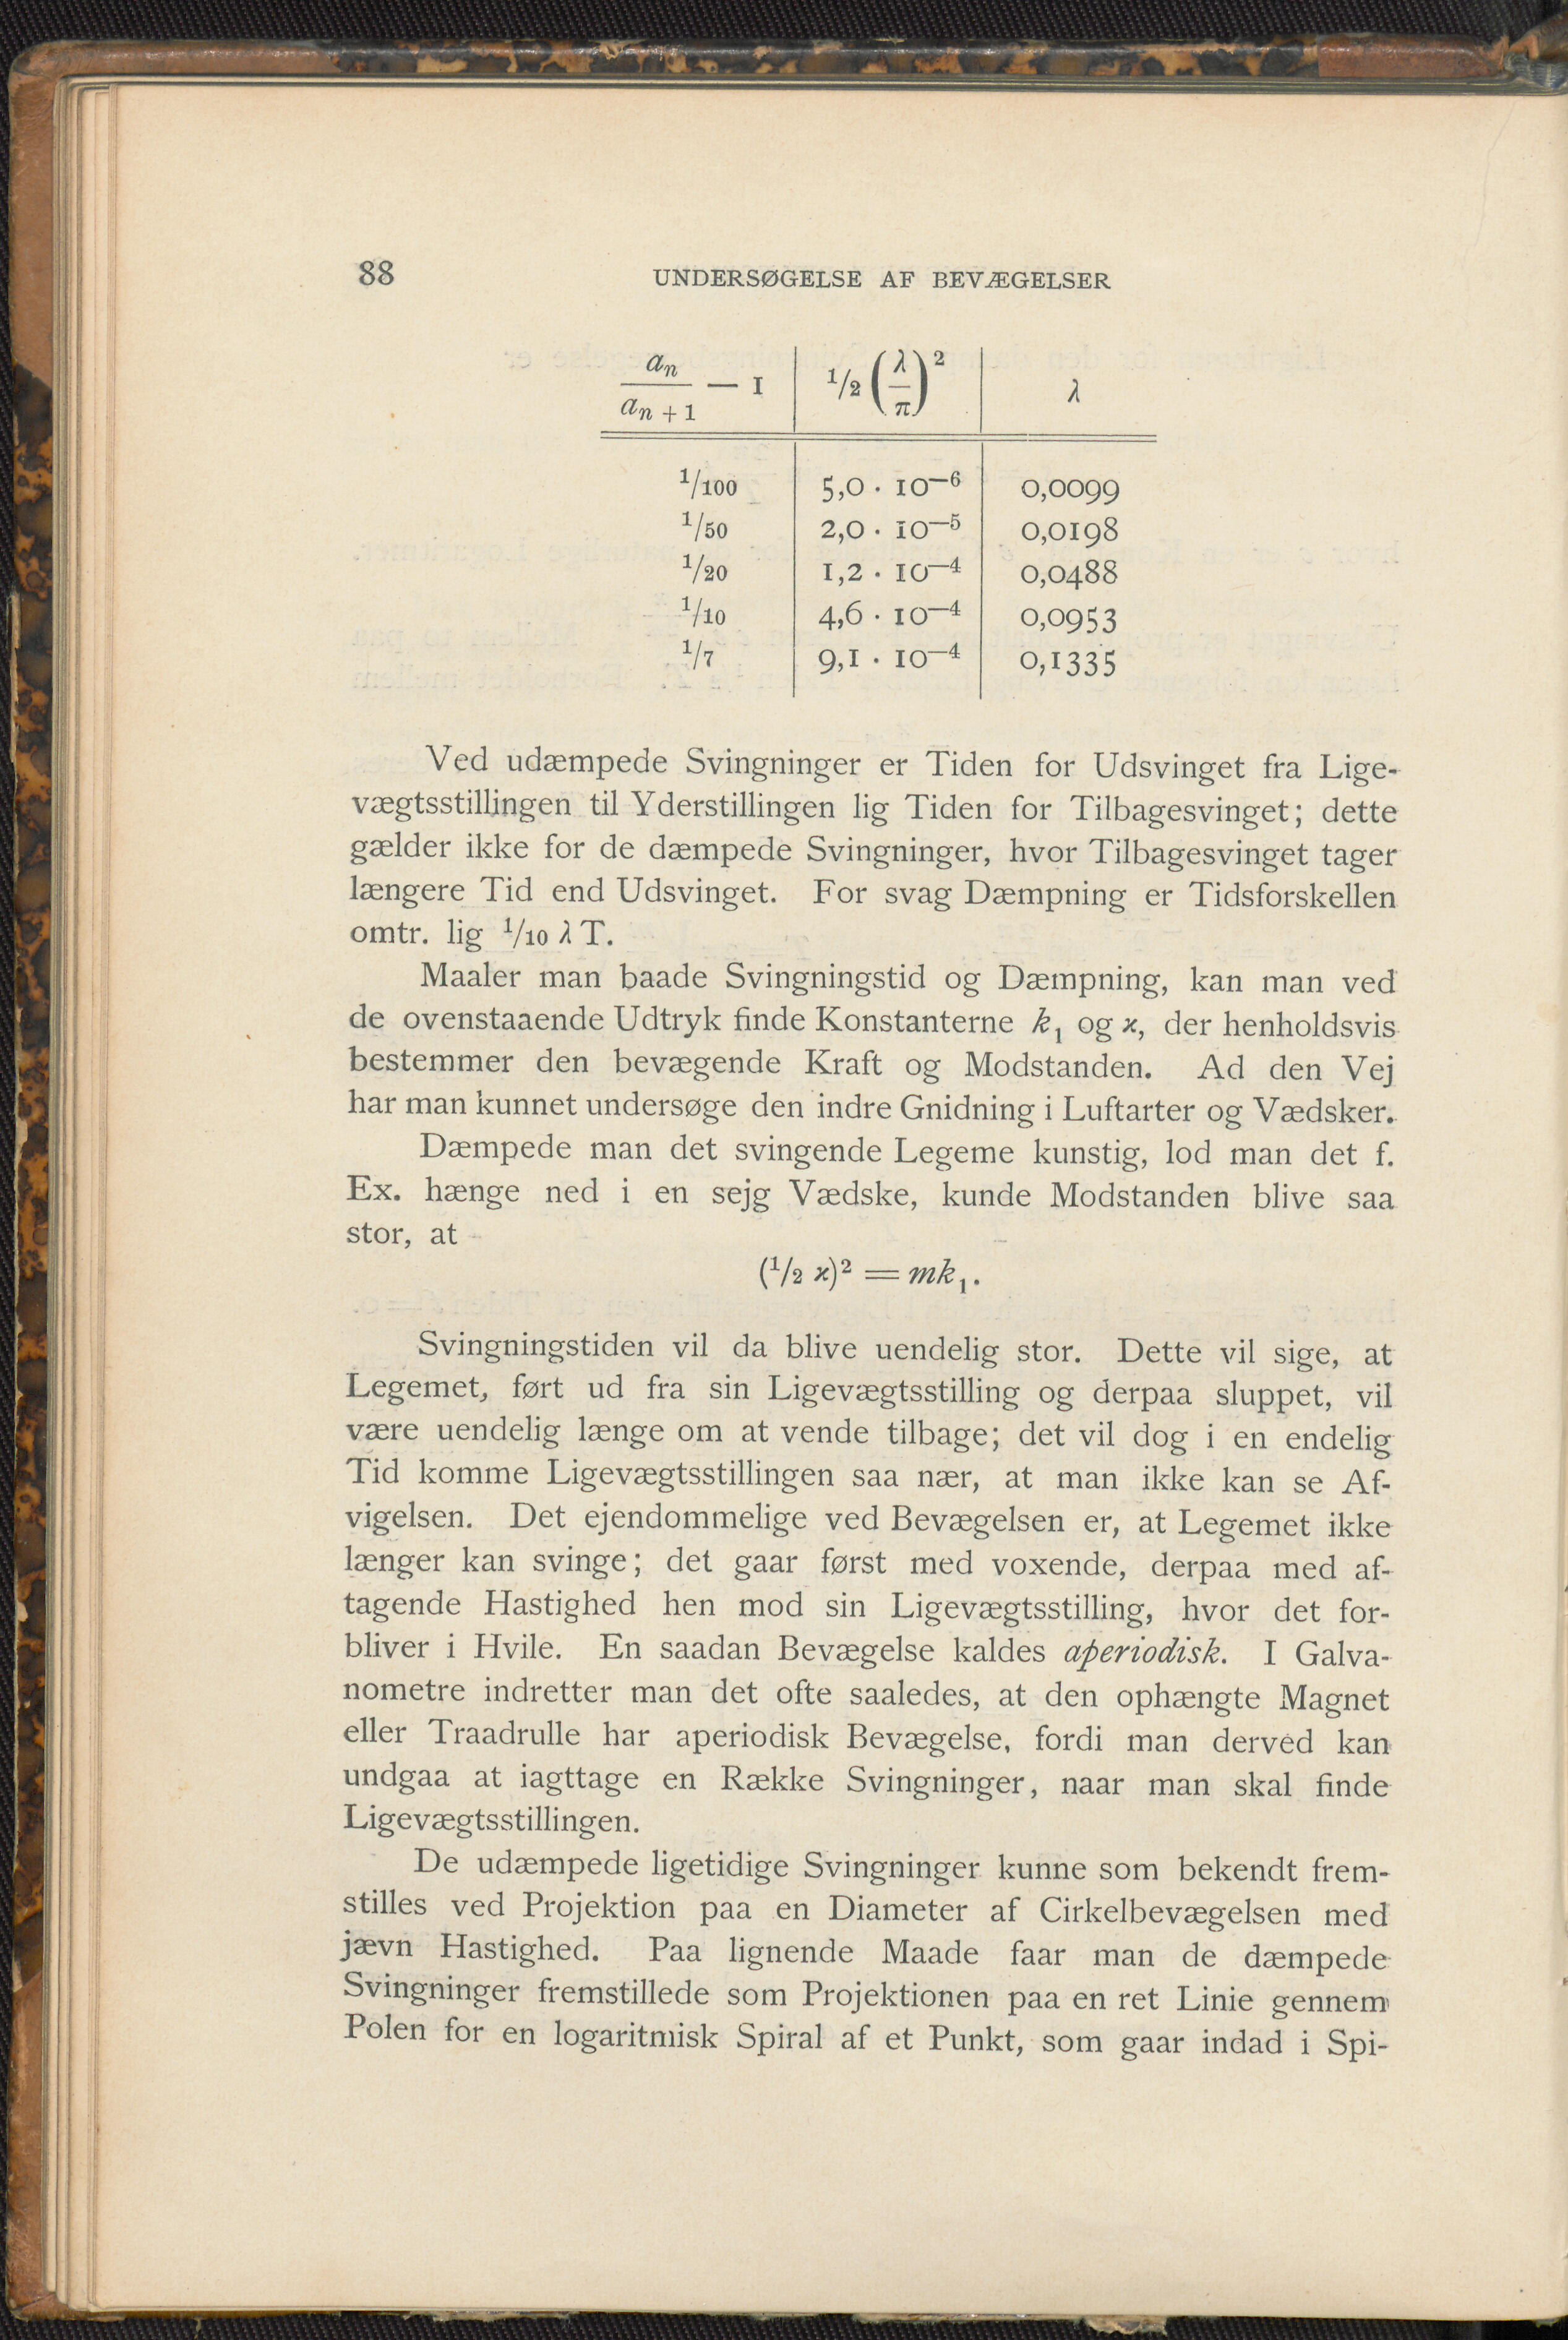 88 UNDERSØGELSE AF BEVÆGELSER
aₙ / aₙ₊₁ — 1 | 1/2 (λ/π)² | λ
1/100 | 5,0 · 10—6 | 0,0099
1/50 | 2,0 · 10—5 | 0,0198
1/20 | 1,2 · 10—4 | 0,0488
1/10 | 4,6 · 10—4 | 0,0953
1/7 | 9,1 · 10—4 | 0,1335
Ved udæmpede Svingninger er Tiden for Udsvinget fra Lige-
vægtsstillingen til Yderstillingen lig Tiden for Tilbagesvinget; dette
gælder ikke for de dæmpede Svingninger, hvor Tilbagesvinget tager
længere Tid end Udsvinget. For svag Dæmpning er Tidsforskellen
omtr. lig 1/10 λ T.
Maaler man baade Svingningstid og Dæmpning, kan man ved
de ovenstaaende Udtryk finde Konstanterne k₁ og ϰ, der henholdsvis
bestemmer den bevægende Kraft og Modstanden. Ad den Vej
har man kunnet undersøge den indre Gnidning i Luftarter og Vædsker.
Dæmpede man det svingende Legeme kunstig, lod man det f.
Ex. hænge ned i en sejg Vædske, kunde Modstanden blive saa
stor, at
(1/2 ϰ)² = mk₁.
Svingningstiden vil da blive uendelig stor. Dette vil sige, at
Legemet, ført ud fra sin Ligevægtsstilling og derpaa sluppet, vil
være uendelig længe om at vende tilbage; det vil dog i en endelig
Tid komme Ligevægtsstillingen saa nær, at man ikke kan se Af-
vigelsen. Det ejendommelige ved Bevægelsen er, at Legemet ikke
længer kan svinge; det gaar først med voxende, derpaa med af-
tagende Hastighed hen mod sin Ligevægtsstilling, hvor det for-
bliver i Hvile. En saadan Bevægelse kaldes aperiodisk. I Galva-
nometre indretter man det ofte saaledes, at den ophængte Magnet
eller Traadrulle har aperiodisk Bevægelse, fordi man derved kan
undgaa at iagttage en Række Svingninger, naar man skal finde
Ligevægtsstillingen.
De udæmpede ligetidige Svingninger kunne som bekendt frem-
stilles ved Projektion paa en Diameter af Cirkelbevægelsen med
jævn Hastighed. Paa lignende Maade faar man de dæmpede
Svingninger fremstillede som Projektionen paa en ret Linie gennem
Polen for en logaritmisk Spiral af et Punkt, som gaar indad i Spi-